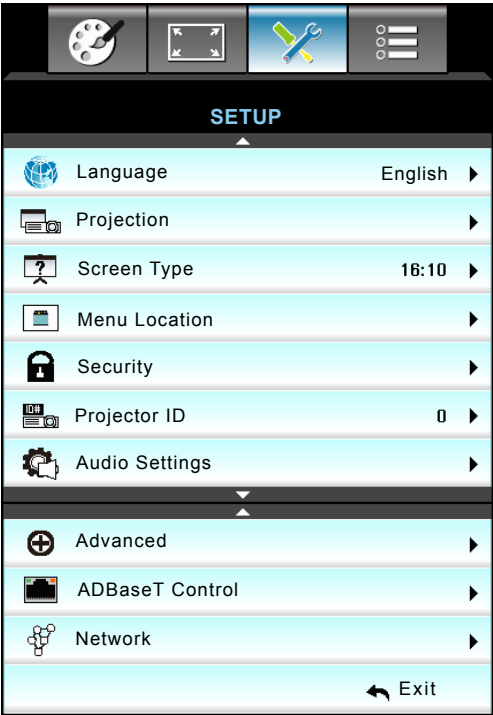 SETUP
Language English
Projection
Screen Type 16:10
Menu Location
Security
ID#
Projector ID 0
Audio Settings
Advanced
ADBaseT Control
Network
Exit